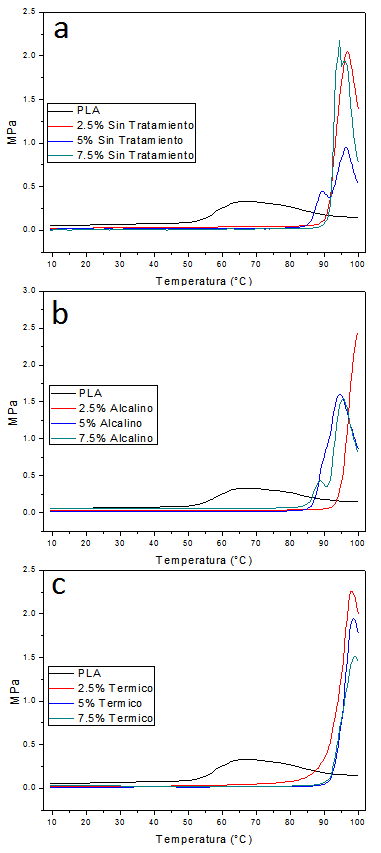 a
2.5
2.0
1.5
1.0
0.5
0.0
MPa
PLA
2.5% Sin Tratamiento
5% Sin Tratamiento
7.5% Sin Tratamiento
10 20 30 40 50 60 70 80 90 100
Temperatura (°C)
b
3.0
2.5
2.0
1.5
1.0
0.5
0.0
MPa
PLA
2.5% Alcalino
5% Alcalino
7.5% Alcalino
10 20 30 40 50 60 70 80 90 100
Temperatura (°C)
c
2.5
2.0
1.5
1.0
0.5
0.0
MPa
PLA
2.5% Termico
5% Termico
7.5% Termico
10 20 30 40 50 60 70 80 90 100
Temperatura (°C)